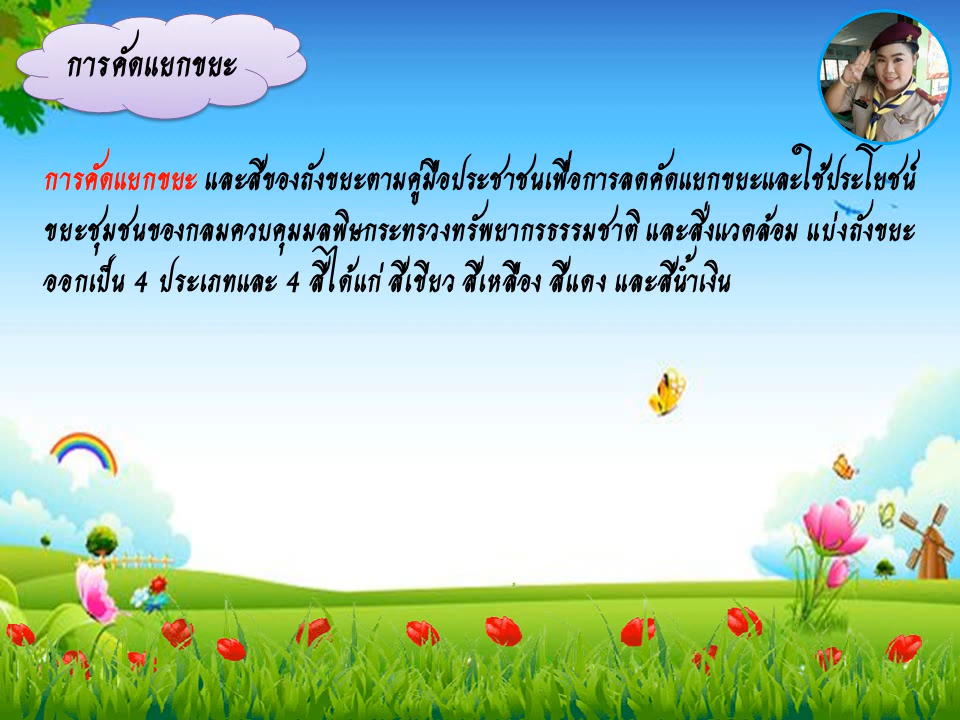 การคัดแยกขยะ
การคัดแยกขยะ และสีของถังขยะตามคู่มือประชาชนเพื่อการลดคัดแยกขยะและใช้ประโยชน์
ขยะชุมชนของกลมควบคุมมลพิษกระทรวงทรัพยากรธรรมชาติ และสิ่งแวดล้อม แบ่งถังขยะ
ออกเป็น 4 ประเภทและ 4 สีได้แก่ สีเขียว สีเหลือง สีแดง และสีน้ำเงิน